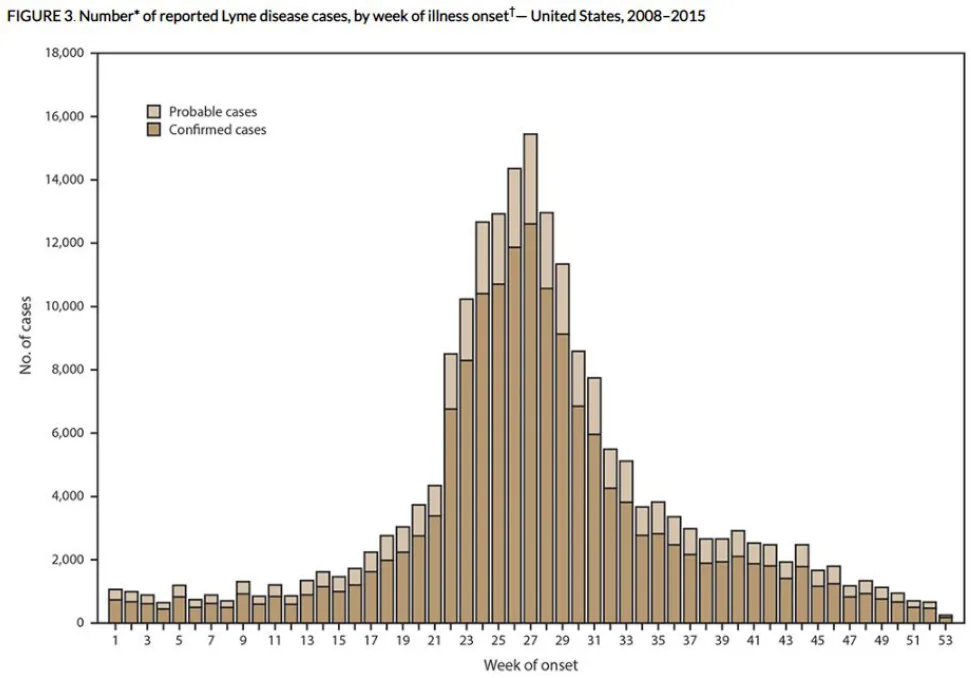 FIGURE 3. Number* of reported Lyme disease cases, by week of illness onset†— United States, 2008–2015
18,000
16,000
14,000
12,000
10,000
8,000
6,000
4,000
2,000
0
No. of cases
Probable cases
Confirmed cases
1 3 5 7 9 11 13 15 17 19 21 23 25 27 29 31 33 35 37 39 41 43 45 47 49 51 53
Week of onset